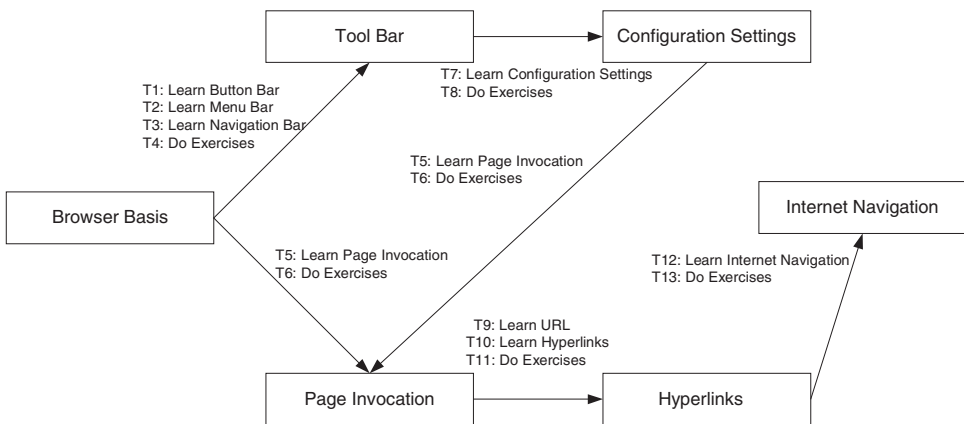 Tool Bar
Configuration Settings
T7: Learn Configuration Settings
T8: Do Exercises
T1: Learn Button Bar
T2: Learn Menu Bar
T3: Learn Navigation Bar
T4: Do Exercises
T5: Learn Page Invocation
T6: Do Exercises
Browser Basis
Internet Navigation
T5: Learn Page Invocation
T6: Do Exercises
T12: Learn Internet Navigation
T13: Do Exercises
T9: Learn URL
T10: Learn Hyperlinks
T11: Do Exercises
Page Invocation
Hyperlinks